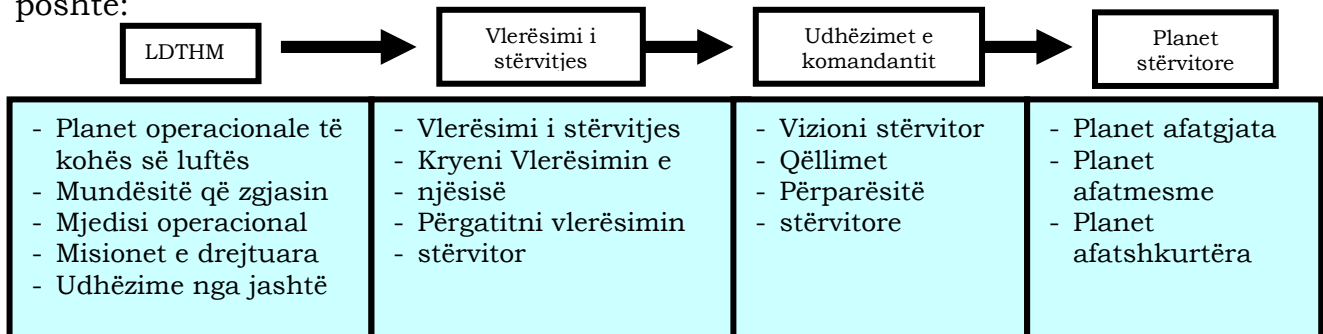 poshtë:
LDTHM
Vlerësimi i
stërvitjes
Udhëzimet e
komandantit
Planet
stërvitore
- Planet operacionale të
kohës së luftës
- Mundësitë që zgjasin
- Mjedisi operacional
- Misionet e drejtuara
- Udhëzime nga jashtë
- Vlerësimi i stërvitjes
- Kryeni Vlerësimin e
- njësisë
- Përgatitni vlerësimin
- stërvitor
- Vizioni stërvitor
- Qëllimet
- Përparësitë
- stërvitore
- Planet afatgjata
- Planet
afatmesme
- Planet
afatshkurtëra